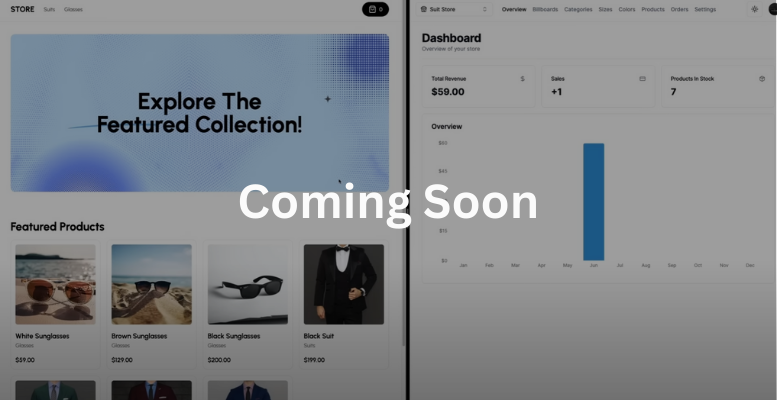 STORE Suits Glasses 0
Explore The
Featured Collection!
Featured Products
White Sunglasses
Glasses
$59.00
Brown Sunglasses
Glasses
$129.00
Black Sunglasses
Glasses
$200.00
Black Suit
Suits
$199.00
Coming Soon
Suit Store Overview Billboards Categories Sizes Colors Products Orders Settings
Dashboard
Overview of your store
Total Revenue $
$59.00
Sales
+1
Products In Stock
7
Overview
$60
$45
$15
$0
Jan Feb Mar Apr May Jun Jul Aug Sep Oct Nov Dec